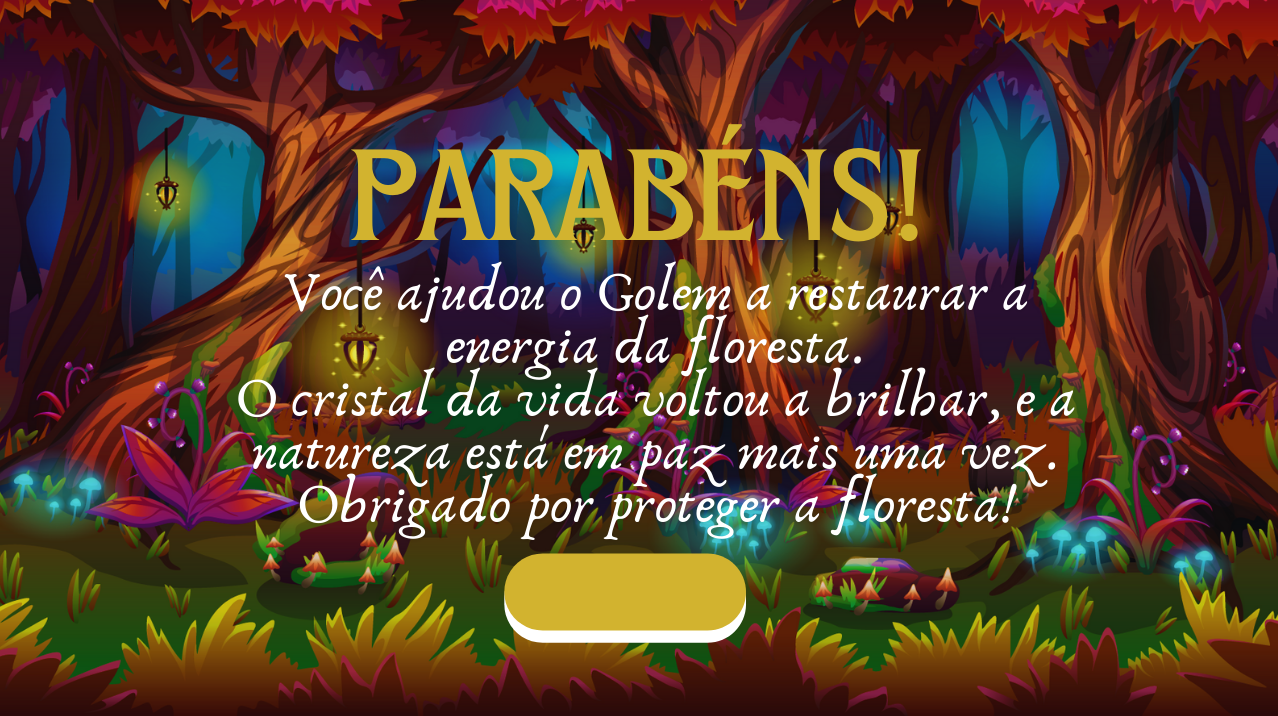 PARABÉNS!
Você ajudou o Golem a restaurar a
energia da floresta.
O cristal da vida voltou a brilhar, e a
natureza está em paz mais uma vez.
Obrigado por proteger a floresta!